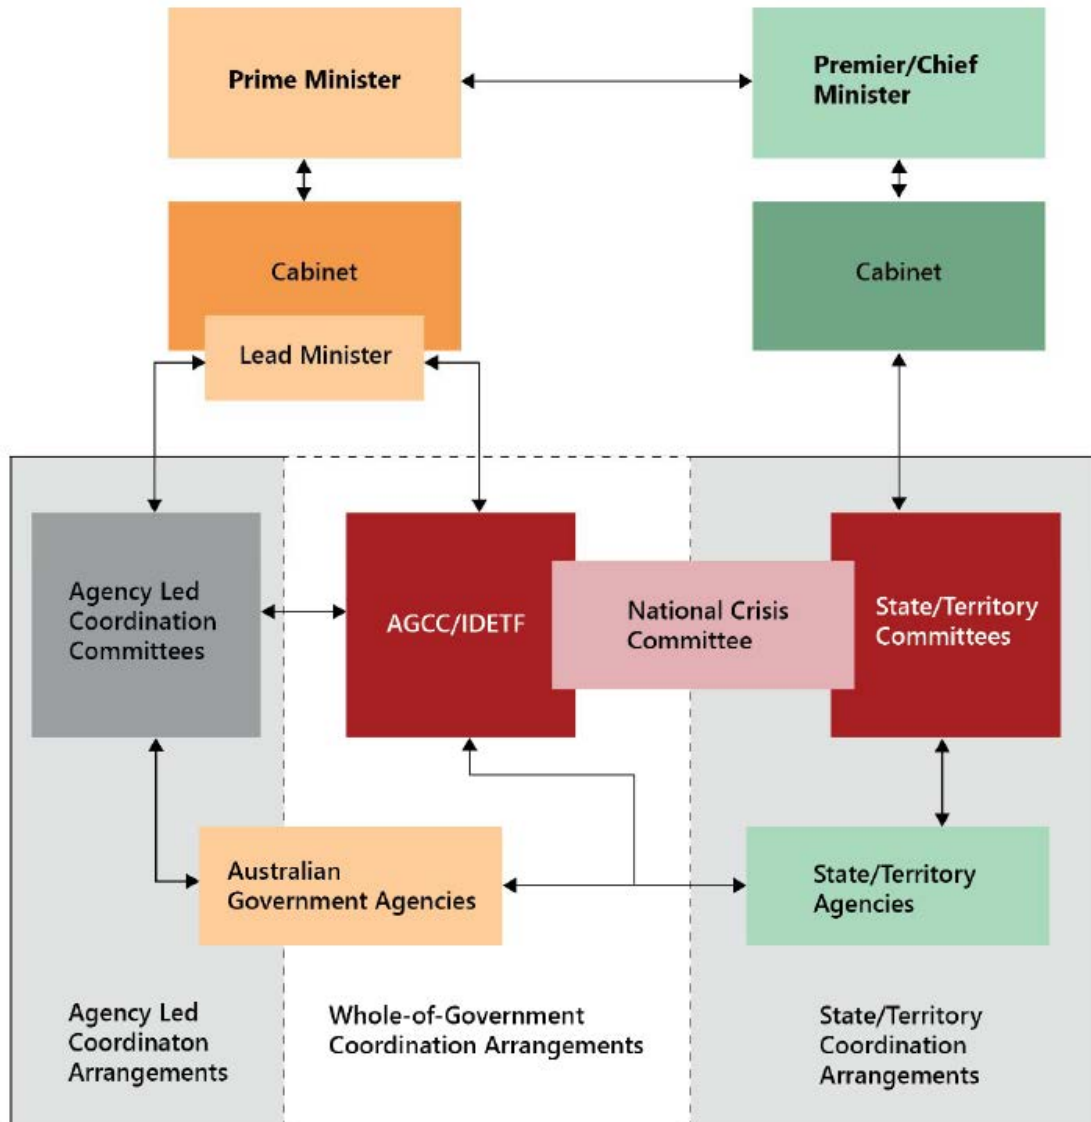 Prime Minister
Premier/Chief
Minister
Cabinet
Cabinet
Lead Minister
Agency Led
Coordination
Committees
AGCC/IDETF
National Crisis
Committee
State/Territory
Committees
Australian
Government Agencies
State/Territory
Agencies
Agency Led
Coordinaton
Arrangements
Whole-of-Government
Coordination Arrangements
State/Territory
Coordination
Arrangements